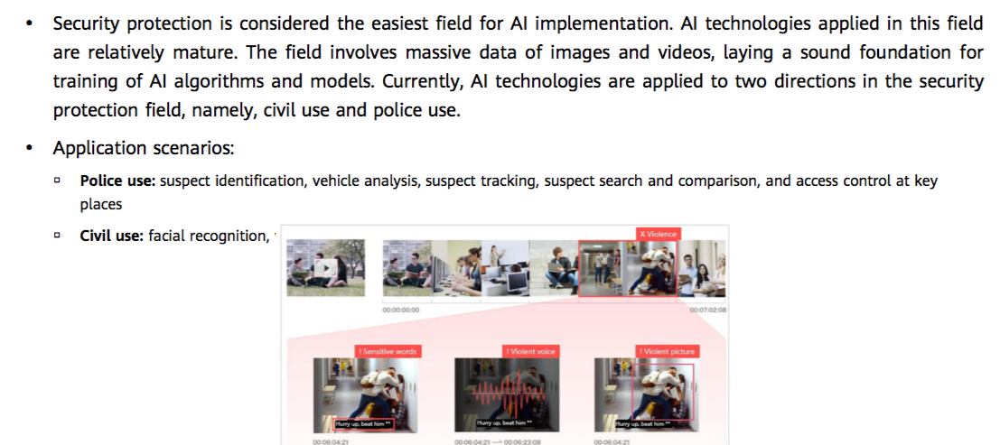 • Security protection is considered the easiest field for AI implementation. AI technologies applied in this field
are relatively mature. The field involves massive data of images and videos, laying a sound foundation for
training of AI algorithms and models. Currently, AI technologies are applied to two directions in the security
protection field, namely, civil use and police use.
• Application scenarios:
▫ Police use: suspect identification, vehicle analysis, suspect tracking, suspect search and comparison, and access control at key
places
▫ Civil use: facial recognition,
X Violence
00:00:00:00
00:07:02:08
! Sensitive words
! Violent voice
! Violent picture
Hurry up, beat him **
Hurry up, beat him **
Hurry up, beat him **
00:06:04:21
00:06:04:21 — 00:06:23:08
00:06:04:21